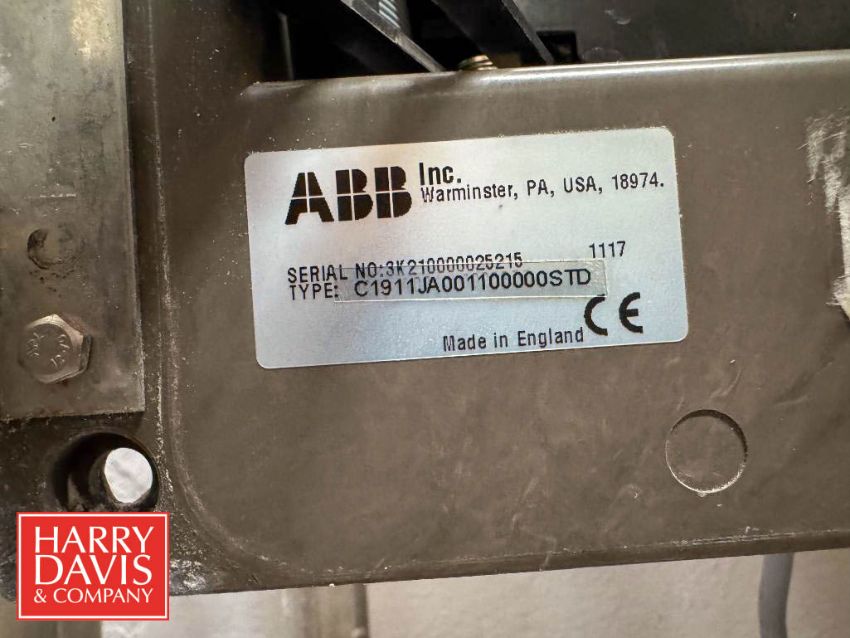 ABB Inc.
Warminster, PA, USA, 18974.
SERIAL NO:3K210000025215 1117
TYPE: C1911JA001100000STD
Made in England CE
HARRY
DAVIS
& COMPANY